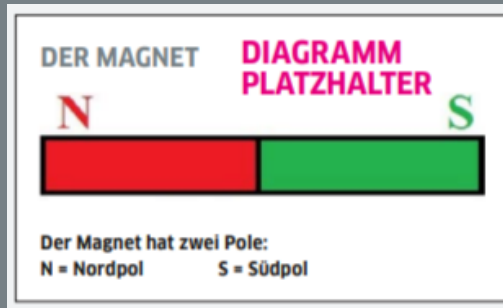 DER MAGNET
DIAGRAMM
PLATZHALTER
N
S
Der Magnet hat zwei Pole:
N = Nordpol S = Südpol